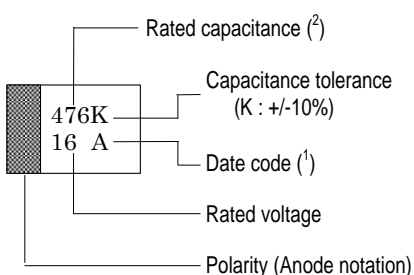 Rated capacitance (²)
Capacitance tolerance
(K : +/-10%)
476K
16 A
Date code (¹)
Rated voltage
Polarity (Anode notation)